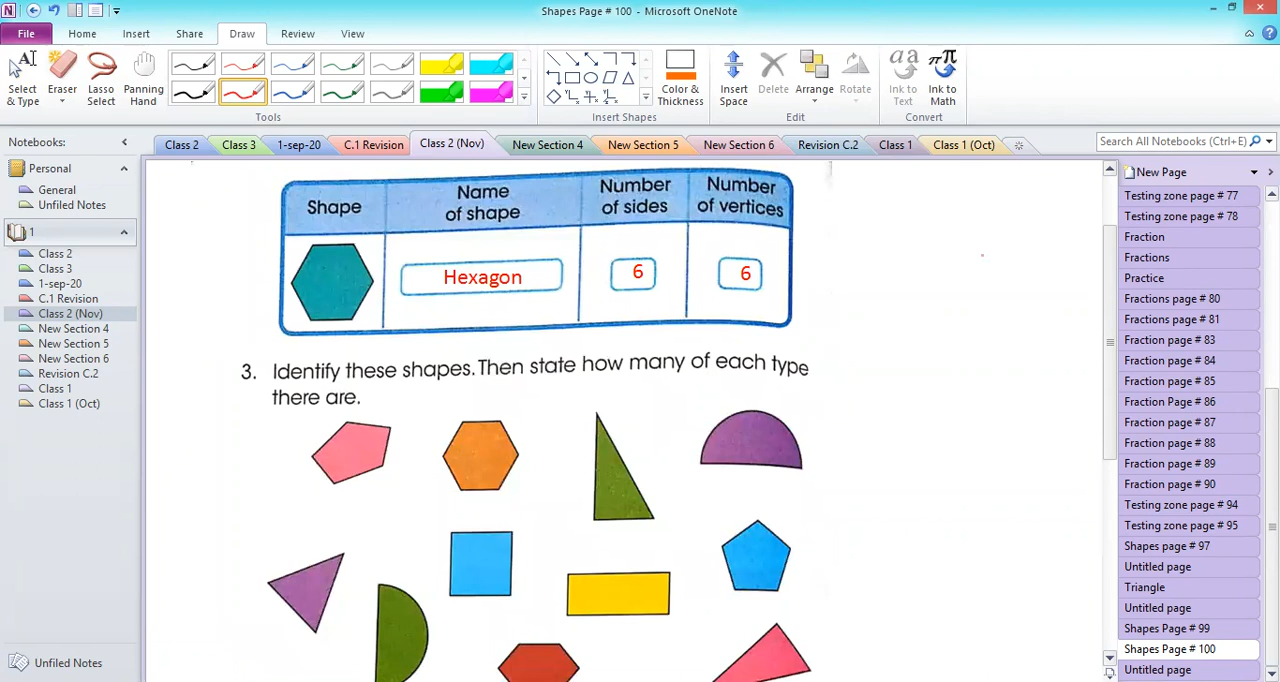 Shapes Page # 100 - Microsoft OneNote
File Home Insert Share Draw Review View
Select & Type
Eraser
Lasso Select
Panning Hand
Color & Thickness
Insert Space
Delete
Arrange
Rotate
Ink to Text
Ink to Math
Tools
Insert Shapes
Edit
Convert
Notebooks:
Class 2
Class 3
1-sep-20
C.1 Revision
Class 2 (Nov)
New Section 4
New Section 5
New Section 6
Revision C.2
Class 1
Class 1 (Oct)
Search All Notebooks (Ctrl+E)
Personal
General
Unfiled Notes
1
Class 2
Class 3
1-sep-20
C.1 Revision
Class 2 (Nov)
New Section 4
New Section 5
New Section 6
Revision C.2
Class 1
Class 1 (Oct)
Unfiled Notes
Shape
Name of shape
Number of sides
Number of vertices
Hexagon
6
6
3. Identify these shapes. Then state how many of each type
there are.
New Page
Testing zone page # 77
Testing zone page # 78
Fraction
Fractions
Practice
Fractions page # 80
Fractions page # 81
Fraction page # 83
Fraction page # 84
Fraction page # 85
Fraction Page # 86
Fraction page # 87
Fraction page # 88
Fraction page # 89
Fraction page # 90
Testing zone page # 94
Testing zone page # 95
Shapes page # 97
Untitled page
Triangle
Untitled page
Shapes Page # 99
Shapes Page # 100
Untitled page